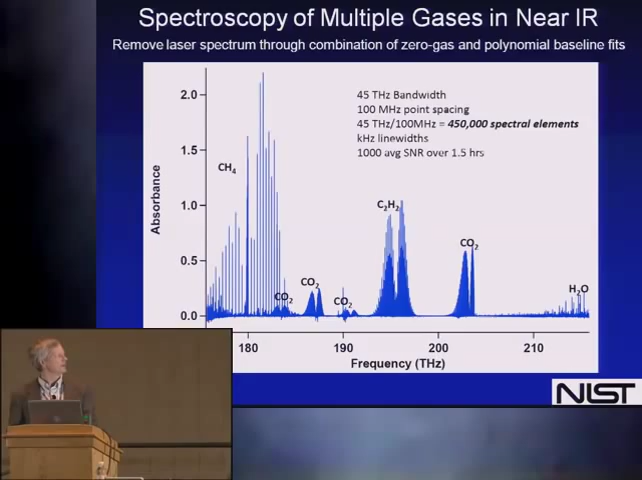 Spectroscopy of Multiple Gases in Near IR
Remove laser spectrum through combination of zero-gas and polynomial baseline fits
45 THz Bandwidth
100 MHz point spacing
45 THz/100MHz = 450,000 spectral elements
kHz linewidths
1000 avg SNR over 1.5 hrs
2.0
1.5
1.0
0.5
0.0
Absorbance
CH₄
CO₂
CO₂
CO₂
C₂H₂
CO₂
H₂O
180
190
200
210
Frequency (THz)
NIST